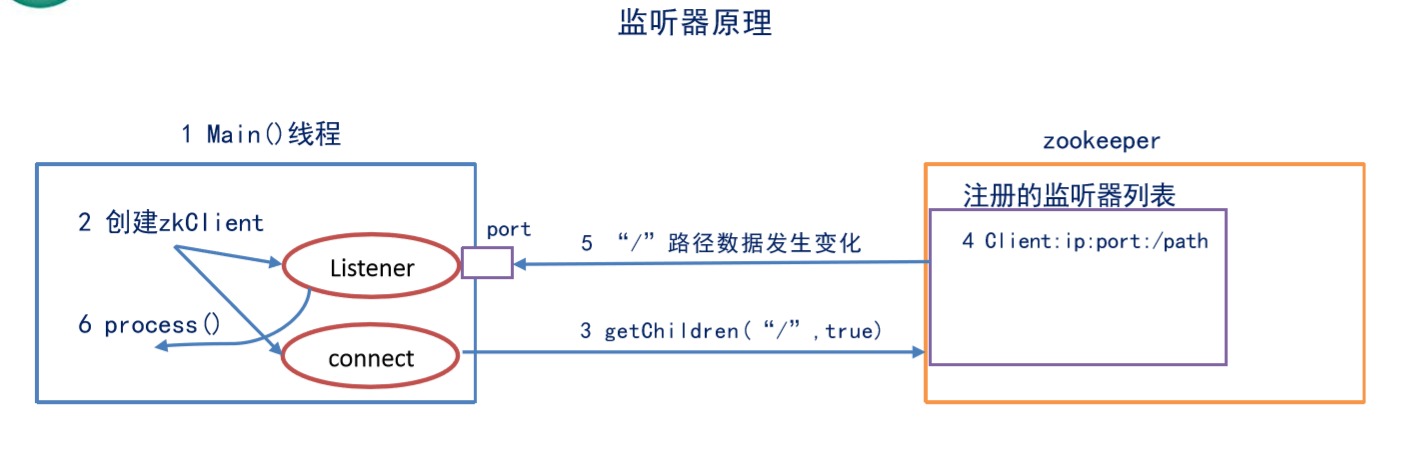 监听器原理
1 Main()线程
zookeeper
注册的监听器列表
2 创建zkClient
port
5 “/”路径数据发生变化
4 Client:ip:port:/path
Listener
6 process()
3 getChildren(“/”,true)
connect